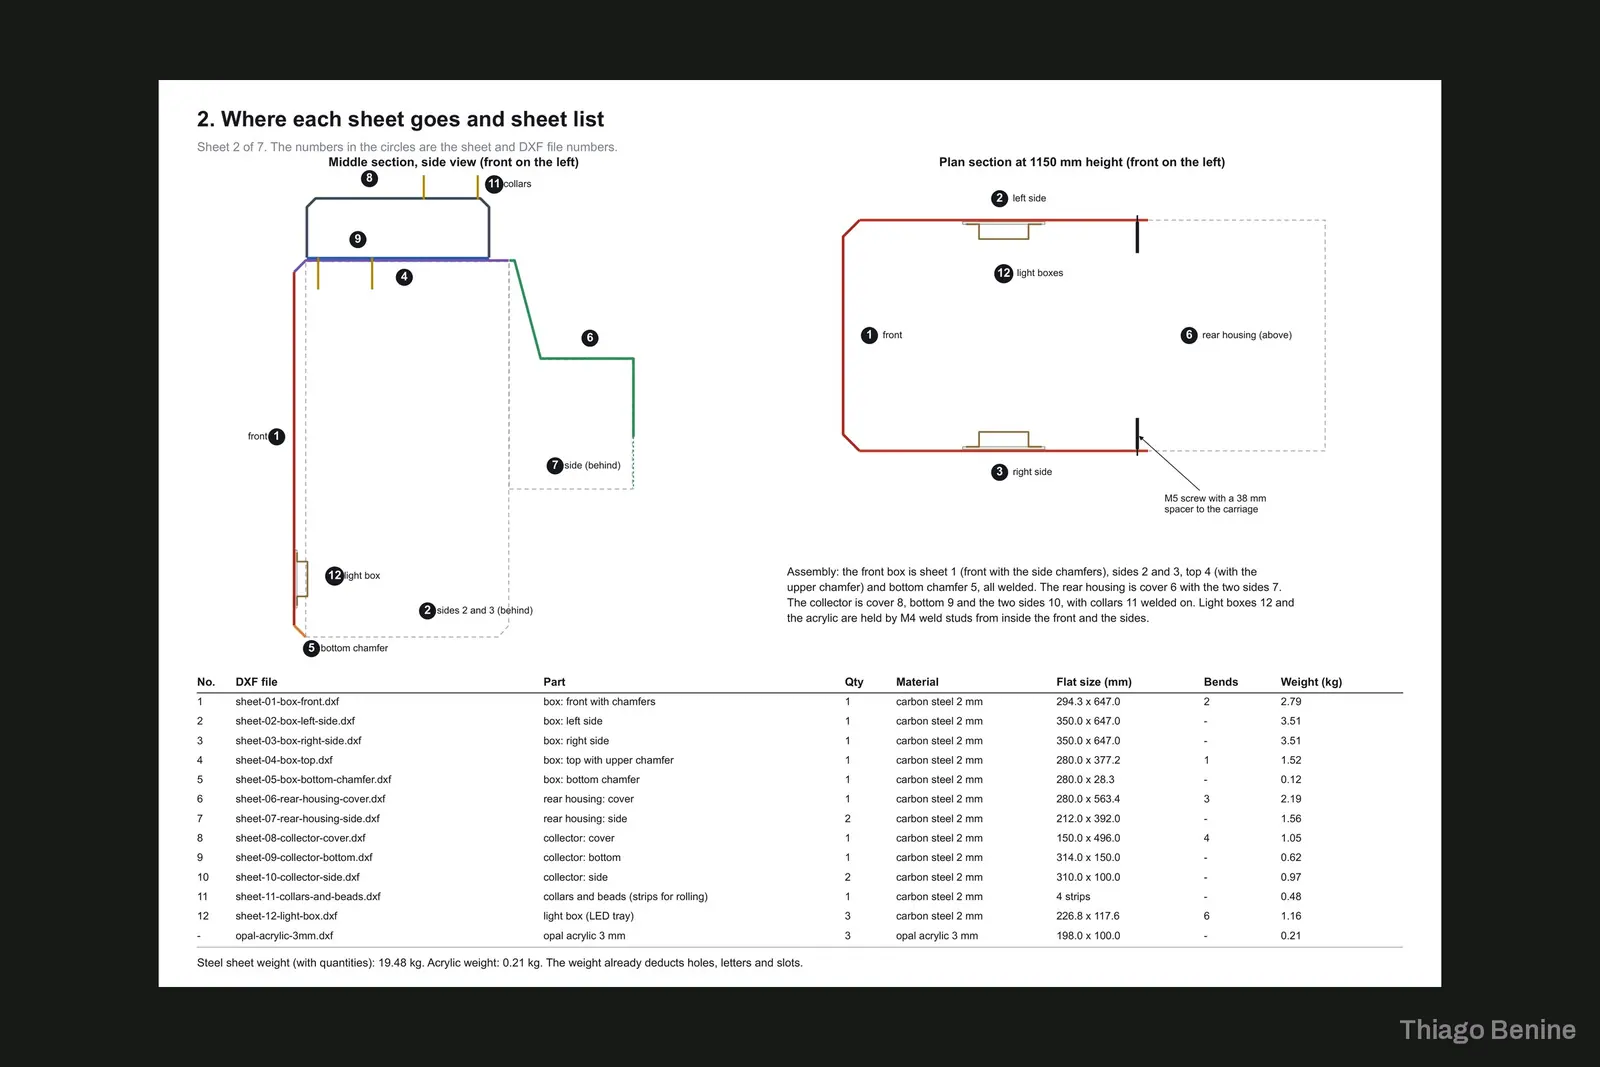 2. Where each sheet goes and sheet list
Sheet 2 of 7. The numbers in the circles are the sheet and DXF file numbers.
Middle section, side view (front on the left)
8
11 collars
9
4
6
front 1
7 side (behind)
12 light box
2 sides 2 and 3 (behind)
5 bottom chamfer
Plan section at 1150 mm height (front on the left)
2 left side
12 light boxes
1 front
6 rear housing (above)
3 right side
M5 screw with a 38 mm
spacer to the carriage
Assembly: the front box is sheet 1 (front with the side chamfers), sides 2 and 3, top 4 (with the
upper chamfer) and bottom chamfer 5, all welded. The rear housing is cover 6 with the two sides 7.
The collector is cover 8, bottom 9 and the two sides 10, with collars 11 welded on. Light boxes 12 and
the acrylic are held by M4 weld studs from inside the front and the sides.
No. DXF file Part Qty Material Flat size (mm) Bends Weight (kg)
1 sheet-01-box-front.dxf box: front with chamfers 1 carbon steel 2 mm 294.3 x 647.0 2 2.79
2 sheet-02-box-left-side.dxf box: left side 1 carbon steel 2 mm 350.0 x 647.0 - 3.51
3 sheet-03-box-right-side.dxf box: right side 1 carbon steel 2 mm 350.0 x 647.0 - 3.51
4 sheet-04-box-top.dxf box: top with upper chamfer 1 carbon steel 2 mm 280.0 x 377.2 1 1.52
5 sheet-05-box-bottom-chamfer.dxf box: bottom chamfer 1 carbon steel 2 mm 280.0 x 28.3 - 0.12
6 sheet-06-rear-housing-cover.dxf rear housing: cover 1 carbon steel 2 mm 280.0 x 563.4 3 2.19
7 sheet-07-rear-housing-side.dxf rear housing: side 2 carbon steel 2 mm 212.0 x 392.0 - 1.56
8 sheet-08-collector-cover.dxf collector: cover 1 carbon steel 2 mm 150.0 x 496.0 4 1.05
9 sheet-09-collector-bottom.dxf collector: bottom 1 carbon steel 2 mm 314.0 x 150.0 - 0.62
10 sheet-10-collector-side.dxf collector: side 2 carbon steel 2 mm 310.0 x 100.0 - 0.97
11 sheet-11-collars-and-beads.dxf collars and beads (strips for rolling) 1 carbon steel 2 mm 4 strips - 0.48
12 sheet-12-light-box.dxf light box (LED tray) 3 carbon steel 2 mm 226.8 x 117.6 6 1.16
- opal-acrylic-3mm.dxf opal acrylic 3 mm 3 opal acrylic 3 mm 198.0 x 100.0 - 0.21
Steel sheet weight (with quantities): 19.48 kg. Acrylic weight: 0.21 kg. The weight already deducts holes, letters and slots.
Thiago Benine